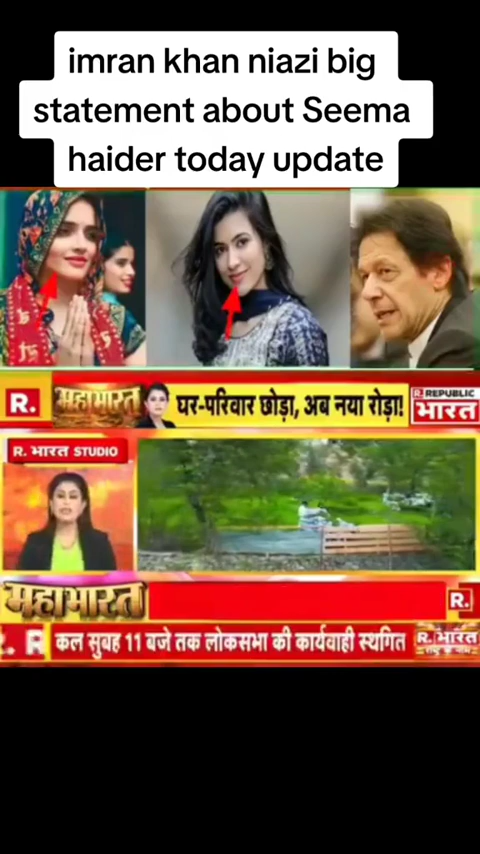 imran khan niazi big
statement about Seema
haider today update
R.
महाभारत
घर-परिवार छोड़ा, अब नया रोड़ा!
R. REPUBLIC
भारत
R. भारत STUDIO
महाभारत
R.
R. R
कल सुबह 11 बजे तक लोकसभा की कार्यवाही स्थगित
R. भारत